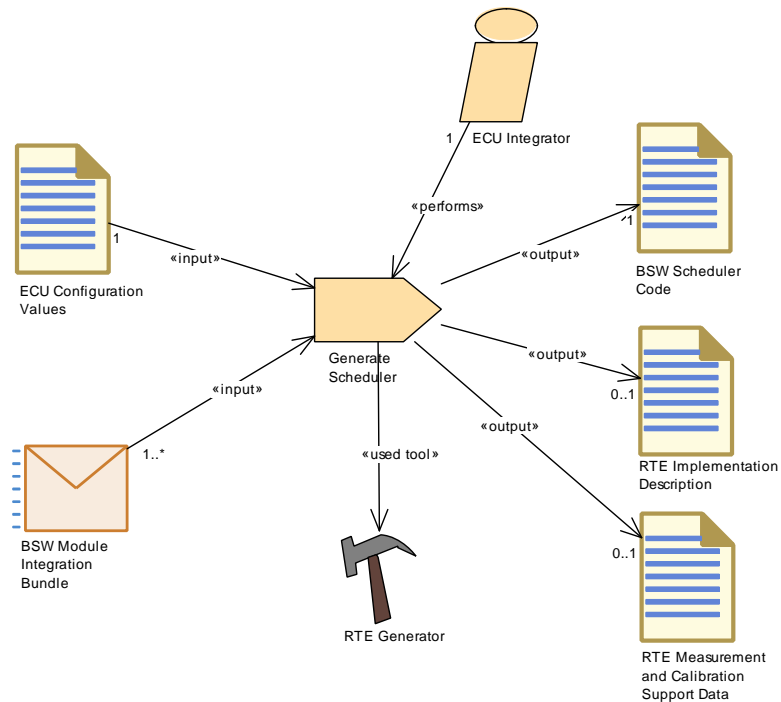 1
ECU Integrator
«performs»
1
«input»
ECU Configuration
Values
«output»
1
BSW Scheduler
Code
Generate
Scheduler
«output»
0..1
RTE Implementation
Description
«input»
1..*
BSW Module
Integration
Bundle
«used tool»
RTE Generator
«output»
0..1
RTE Measurement
and Calibration
Support Data